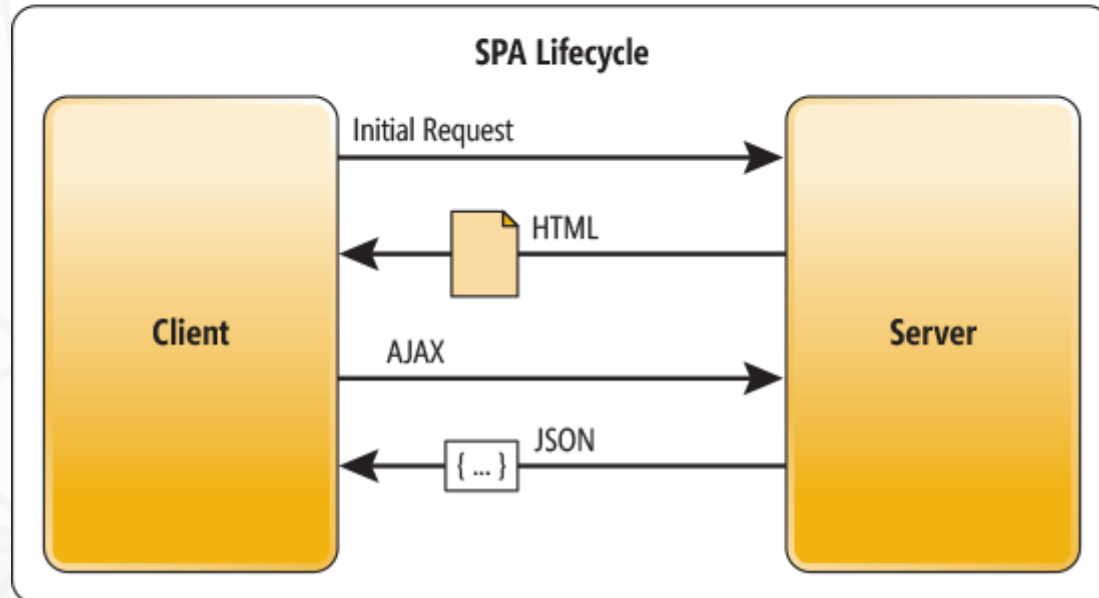 SPA Lifecycle
Initial Request
HTML
Client
Server
AJAX
JSON
{ ... }